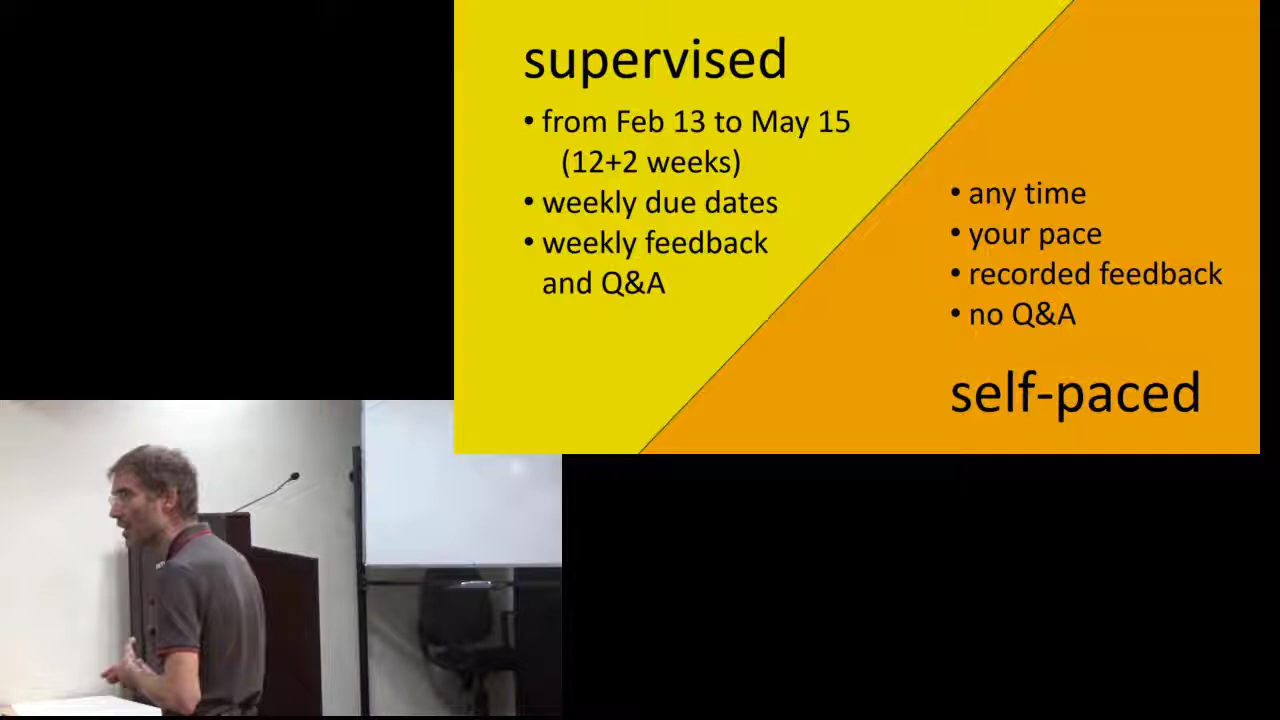 supervised
• from Feb 13 to May 15
(12+2 weeks)
• weekly due dates
• weekly feedback
and Q&A
• any time
• your pace
• recorded feedback
• no Q&A
self-paced